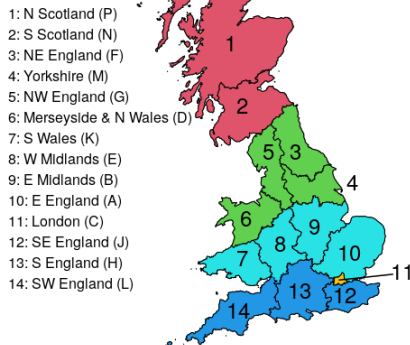 1: N Scotland (P)
2: S Scotland (N)
3: NE England (F)
4: Yorkshire (M)
5: NW England (G)
6: Merseyside & N Wales (D)
7: S Wales (K)
8: W Midlands (E)
9: E Midlands (B)
10: E England (A)
11: London (C)
12: SE England (J)
13: S England (H)
14: SW England (L)
1
2
5
3
4
6
9
8
10
7
11
13
12
14